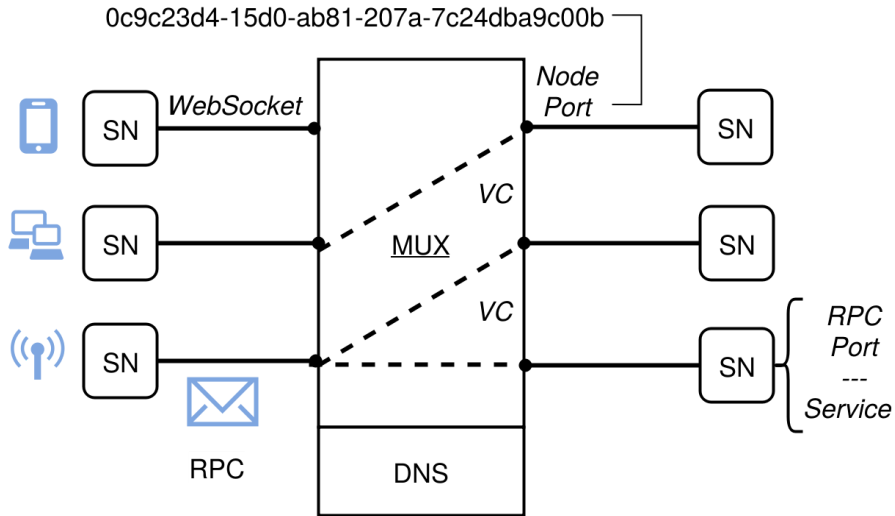 0c9c23d4-15d0-ab81-207a-7c24dba9c00b
WebSocket
Node
Port
SN
SN
VC
SN
MUX
SN
VC
SN
SN
RPC
Port
---
Service
RPC
DNS